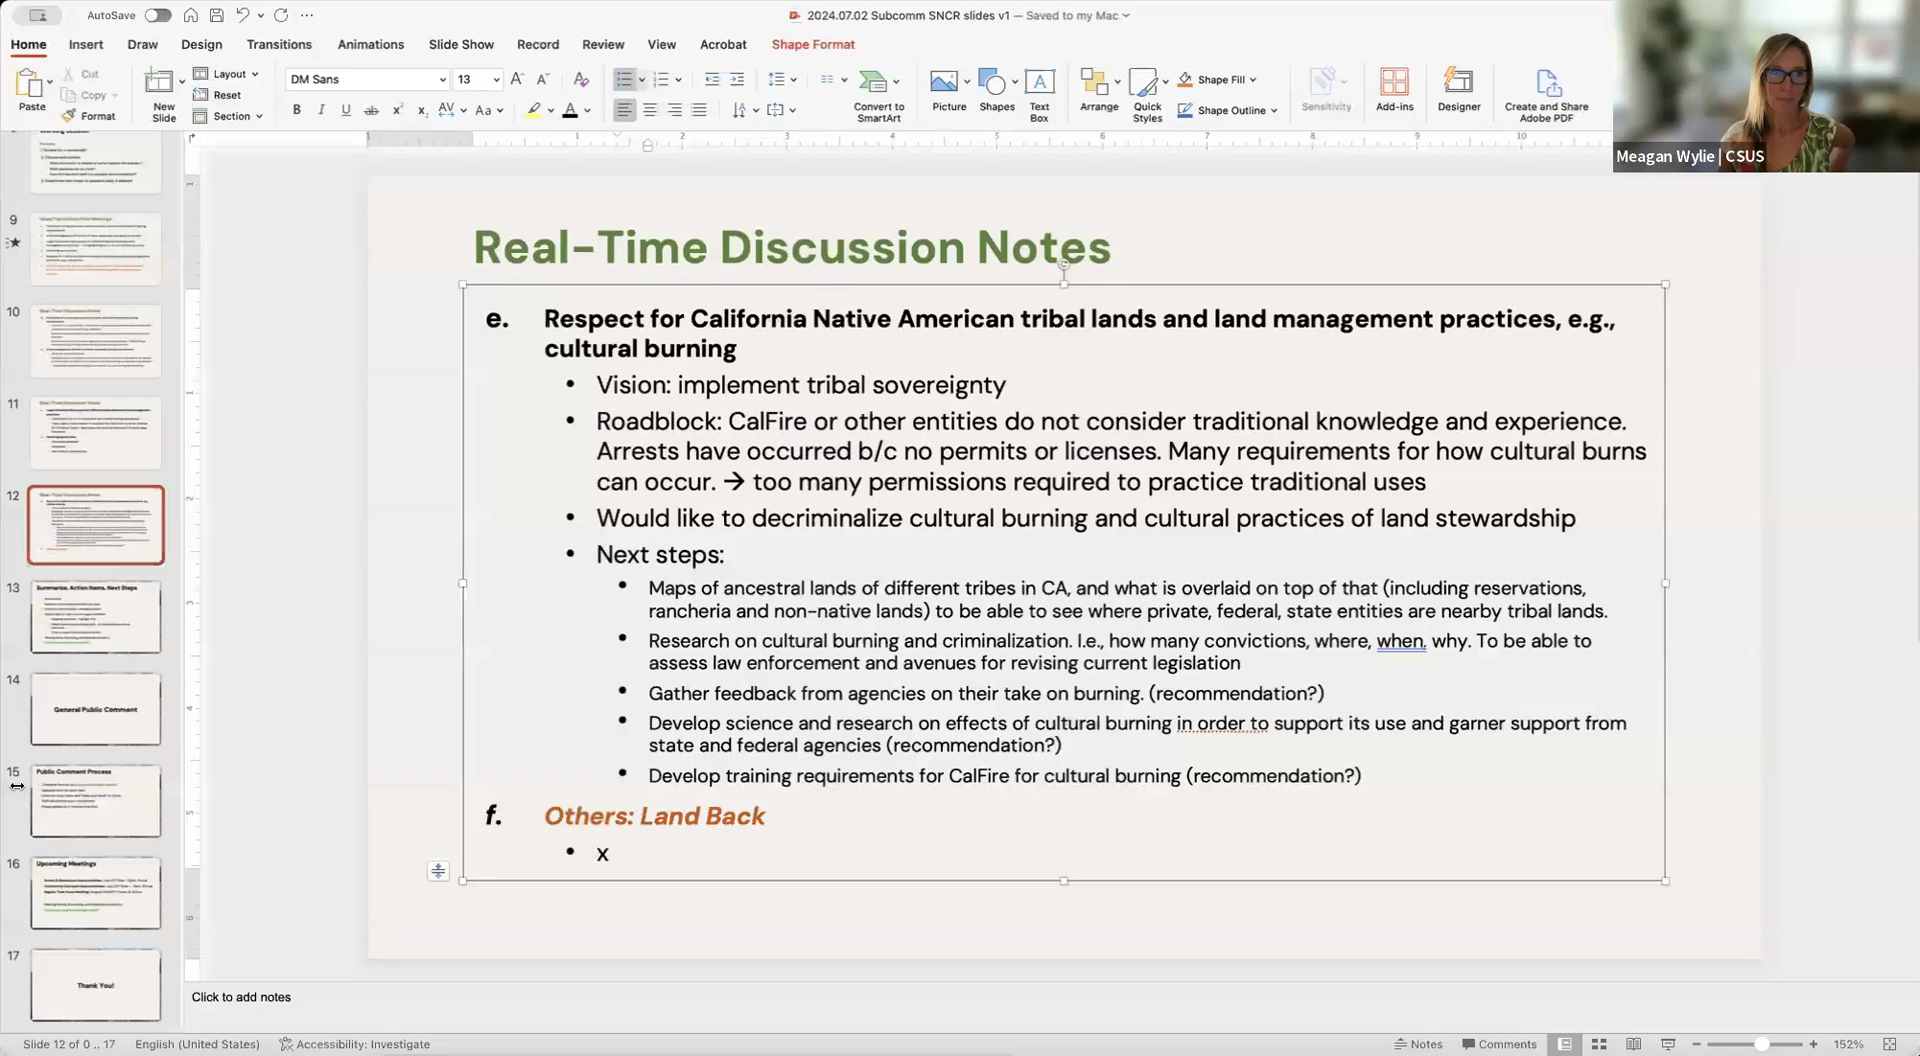 AutoSave
2024.07.02 Subcomm SNCR slides v1 — Saved to my Mac
Home Insert Draw Design Transitions Animations Slide Show Record Review View Acrobat Shape Format
Paste
Cut
Copy
Format
New
Slide
Layout
Reset
Section
DM Sans
13
Convert to
SmartArt
Picture
Shapes
Text
Box
Arrange
Quick
Styles
Shape Fill
Shape Outline
Sensitivity
Add-ins
Designer
Create and Share
Adobe PDF
Meagan Wylie | CSUS
9
10
11
12
13
Summarize, Action Items, Next Steps
14
General Public Comment
15
Public Comment Process
16
Upcoming Meetings
17
Thank You!
Real-Time Discussion Notes
e. Respect for California Native American tribal lands and land management practices, e.g.,
cultural burning
• Vision: implement tribal sovereignty
• Roadblock: CalFire or other entities do not consider traditional knowledge and experience.
Arrests have occurred b/c no permits or licenses. Many requirements for how cultural burns
can occur. → too many permissions required to practice traditional uses
• Would like to decriminalize cultural burning and cultural practices of land stewardship
• Next steps:
• Maps of ancestral lands of different tribes in CA, and what is overlaid on top of that (including reservations,
rancheria and non-native lands) to be able to see where private, federal, state entities are nearby tribal lands.
• Research on cultural burning and criminalization. I.e., how many convictions, where, when, why. To be able to
assess law enforcement and avenues for revising current legislation
• Gather feedback from agencies on their take on burning. (recommendation?)
• Develop science and research on effects of cultural burning in order to support its use and garner support from
state and federal agencies (recommendation?)
• Develop training requirements for CalFire for cultural burning (recommendation?)
f. Others: Land Back
• x
Click to add notes
Slide 12 of 0 .. 17 English (United States) Accessibility: Investigate
Notes Comments 152%